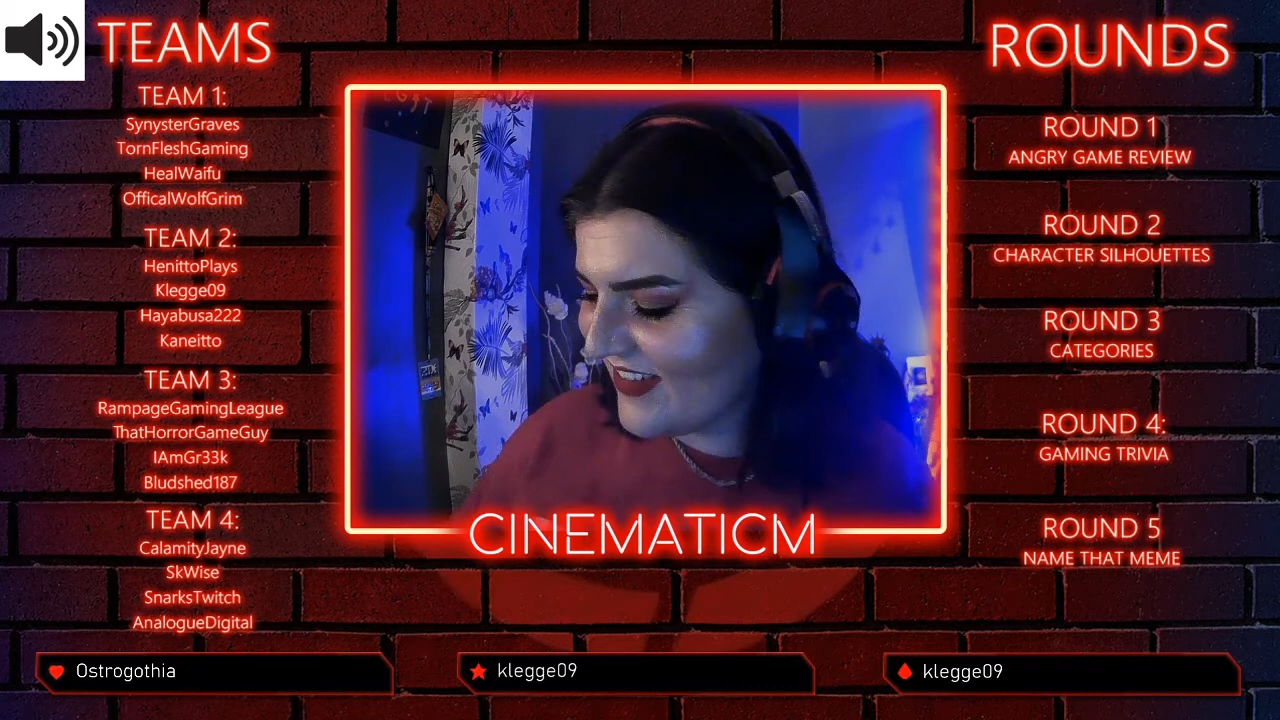 TEAMS
TEAM 1:
SynysterGraves
TornFleshGaming
HealWaifu
OfficalWolfGrim
TEAM 2:
HenittoPlays
Klegge09
Hayabusa222
Kaneitto
TEAM 3:
RampageGamingLeague
ThatHorrorGameGuy
IAmGr33k
Bludshed187
TEAM 4:
CalamityJayne
SkWise
SnarksTwitch
AnalogueDigital
CINEMATICM
ROUNDS
ROUND 1
ANGRY GAME REVIEW
ROUND 2
CHARACTER SILHOUETTES
ROUND 3
CATEGORIES
ROUND 4:
GAMING TRIVIA
ROUND 5
NAME THAT MEME
Ostrogothia
klegge09
klegge09